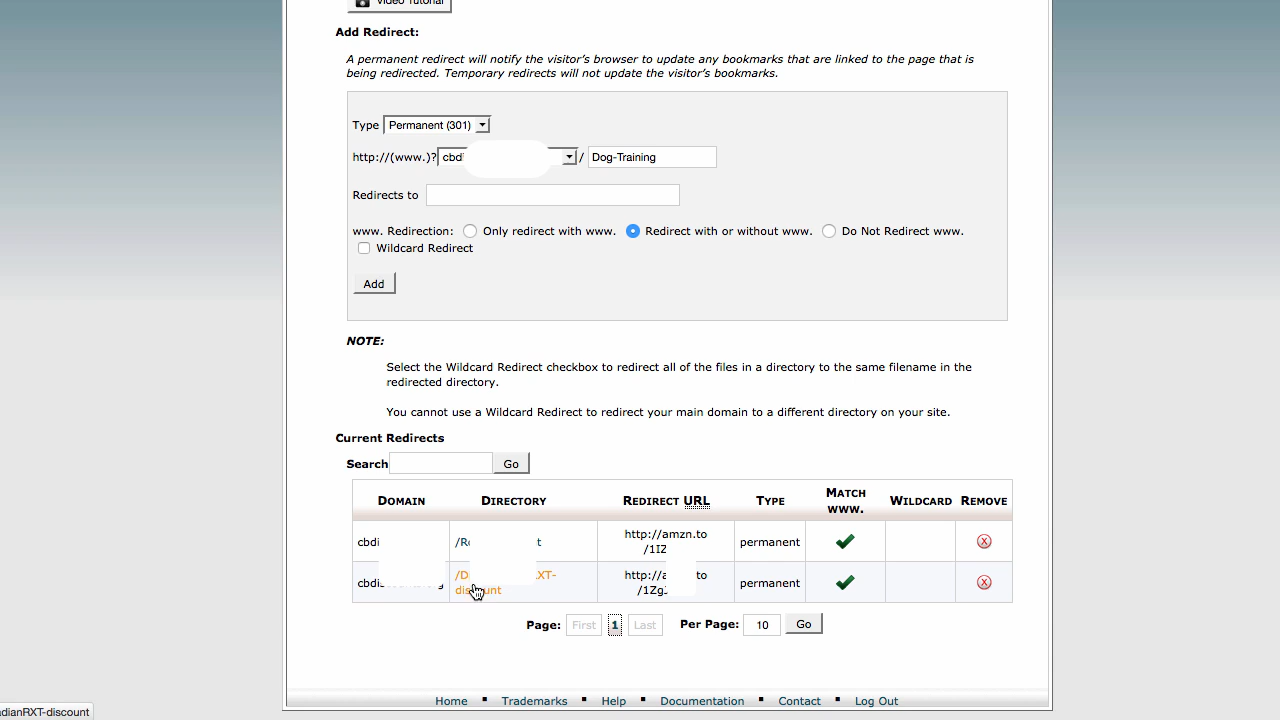 Video Tutorial
Add Redirect:
A permanent redirect will notify the visitor's browser to update any bookmarks that are linked to the page that is
being redirected. Temporary redirects will not update the visitor's bookmarks.
Type Permanent (301)
http://(www.)? cbdi / Dog-Training
Redirects to
www. Redirection: Only redirect with www. Redirect with or without www. Do Not Redirect www.
Wildcard Redirect
Add
NOTE:
Select the Wildcard Redirect checkbox to redirect all of the files in a directory to the same filename in the
redirected directory.
You cannot use a Wildcard Redirect to redirect your main domain to a different directory on your site.
Current Redirects
Search Go
DOMAIN DIRECTORY REDIRECT URL TYPE MATCH WWW. WILDCARD REMOVE
cbdi /R t http://amzn.to /1IZ permanent
/D XT- http://a to /1Zg permanent
Page: First 1 Last Per Page: 10 Go
Home Trademarks Help Documentation Contact Log Out
adianRXT-discount